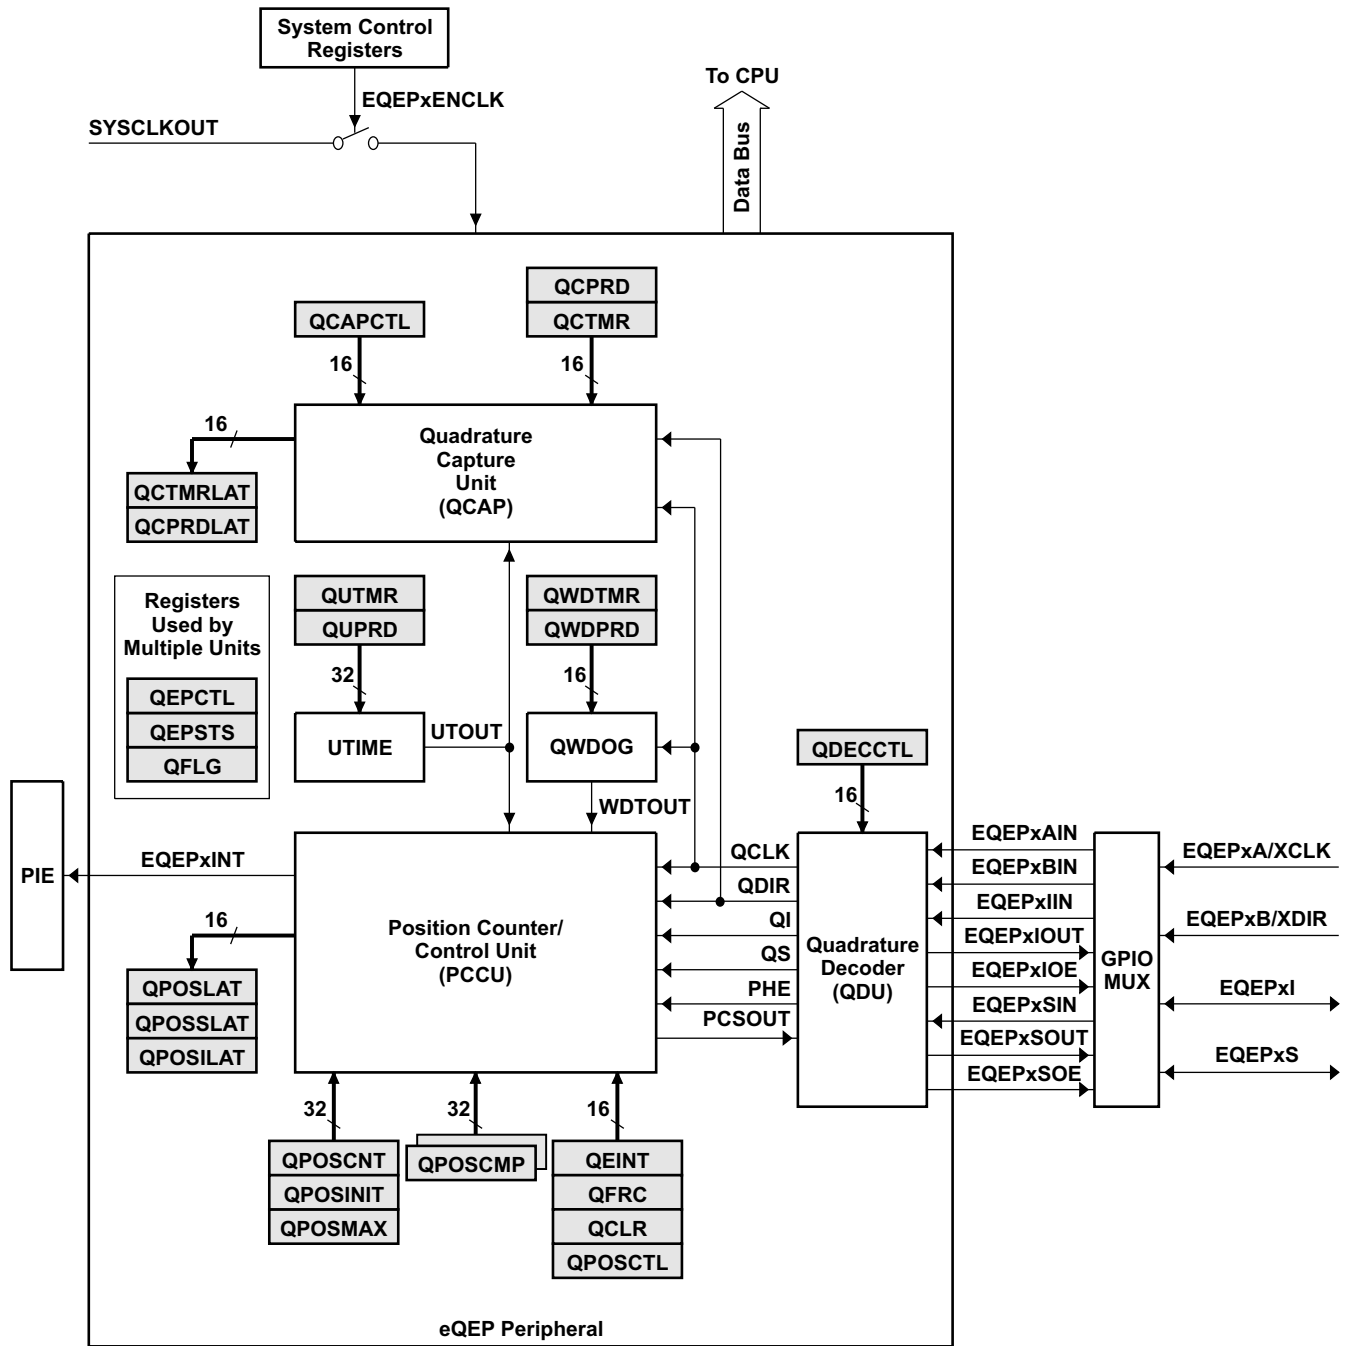 System Control
Registers
To CPU
EQEPxENCLK
SYSCLKOUT
Data Bus
QCPRD
QCAPCTL
QCTMR
16
16
16
Quadrature
Capture
Unit
(QCAP)
QCTMRLAT
QCPRDLAT
Registers
Used by
Multiple Units
QEPCTL
QEPSTS
QFLG
QUTMR
QUPRD
32
UTIME
UTOUT
QWDTMR
QWDPRD
16
QWDOG
WDTOUT
QDECCTL
16
PIE
EQEPxINT
16
QPOSLAT
QPOSSLAT
QPOSILAT
Position Counter/
Control Unit
(PCCU)
QCLK
QDIR
QI
QS
PHE
PCSOUT
Quadrature
Decoder
(QDU)
EQEPxAIN
EQEPxBIN
EQEPxIIN
EQEPxIOUT
EQEPxIOE
EQEPxSIN
EQEPxSOUT
EQEPxSOE
GPIO
MUX
EQEPxA/XCLK
EQEPxB/XDIR
EQEPxI
EQEPxS
32
32
16
QPOSCNT
QPOSINIT
QPOSMAX
QPOSCMP
QEINT
QFRC
QCLR
QPOSCTL
eQEP Peripheral